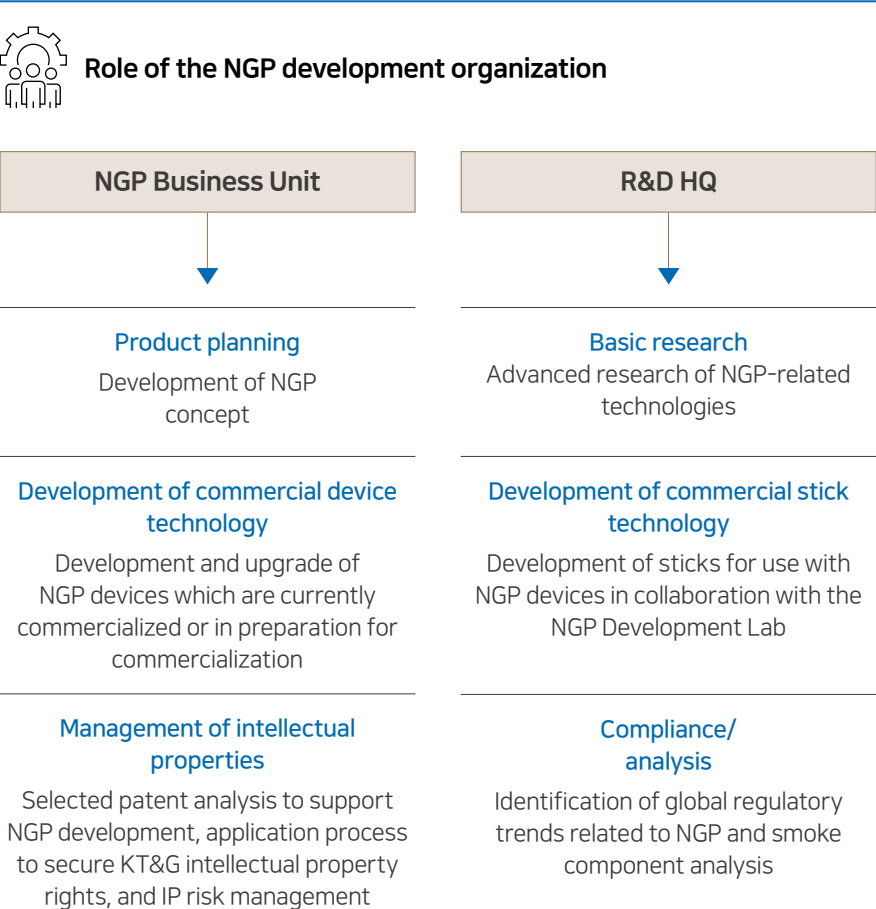 Role of the NGP development organization
NGP Business Unit
Product planning
Development of NGP
concept
Development of commercial device
technology
Development and upgrade of
NGP devices which are currently
commercialized or in preparation for
commercialization
Management of intellectual
properties
Selected patent analysis to support
NGP development, application process
to secure KT&G intellectual property
rights, and IP risk management
R&D HQ
Basic research
Advanced research of NGP-related
technologies
Development of commercial stick
technology
Development of sticks for use with
NGP devices in collaboration with the
NGP Development Lab
Compliance/
analysis
Identification of global regulatory
trends related to NGP and smoke
component analysis